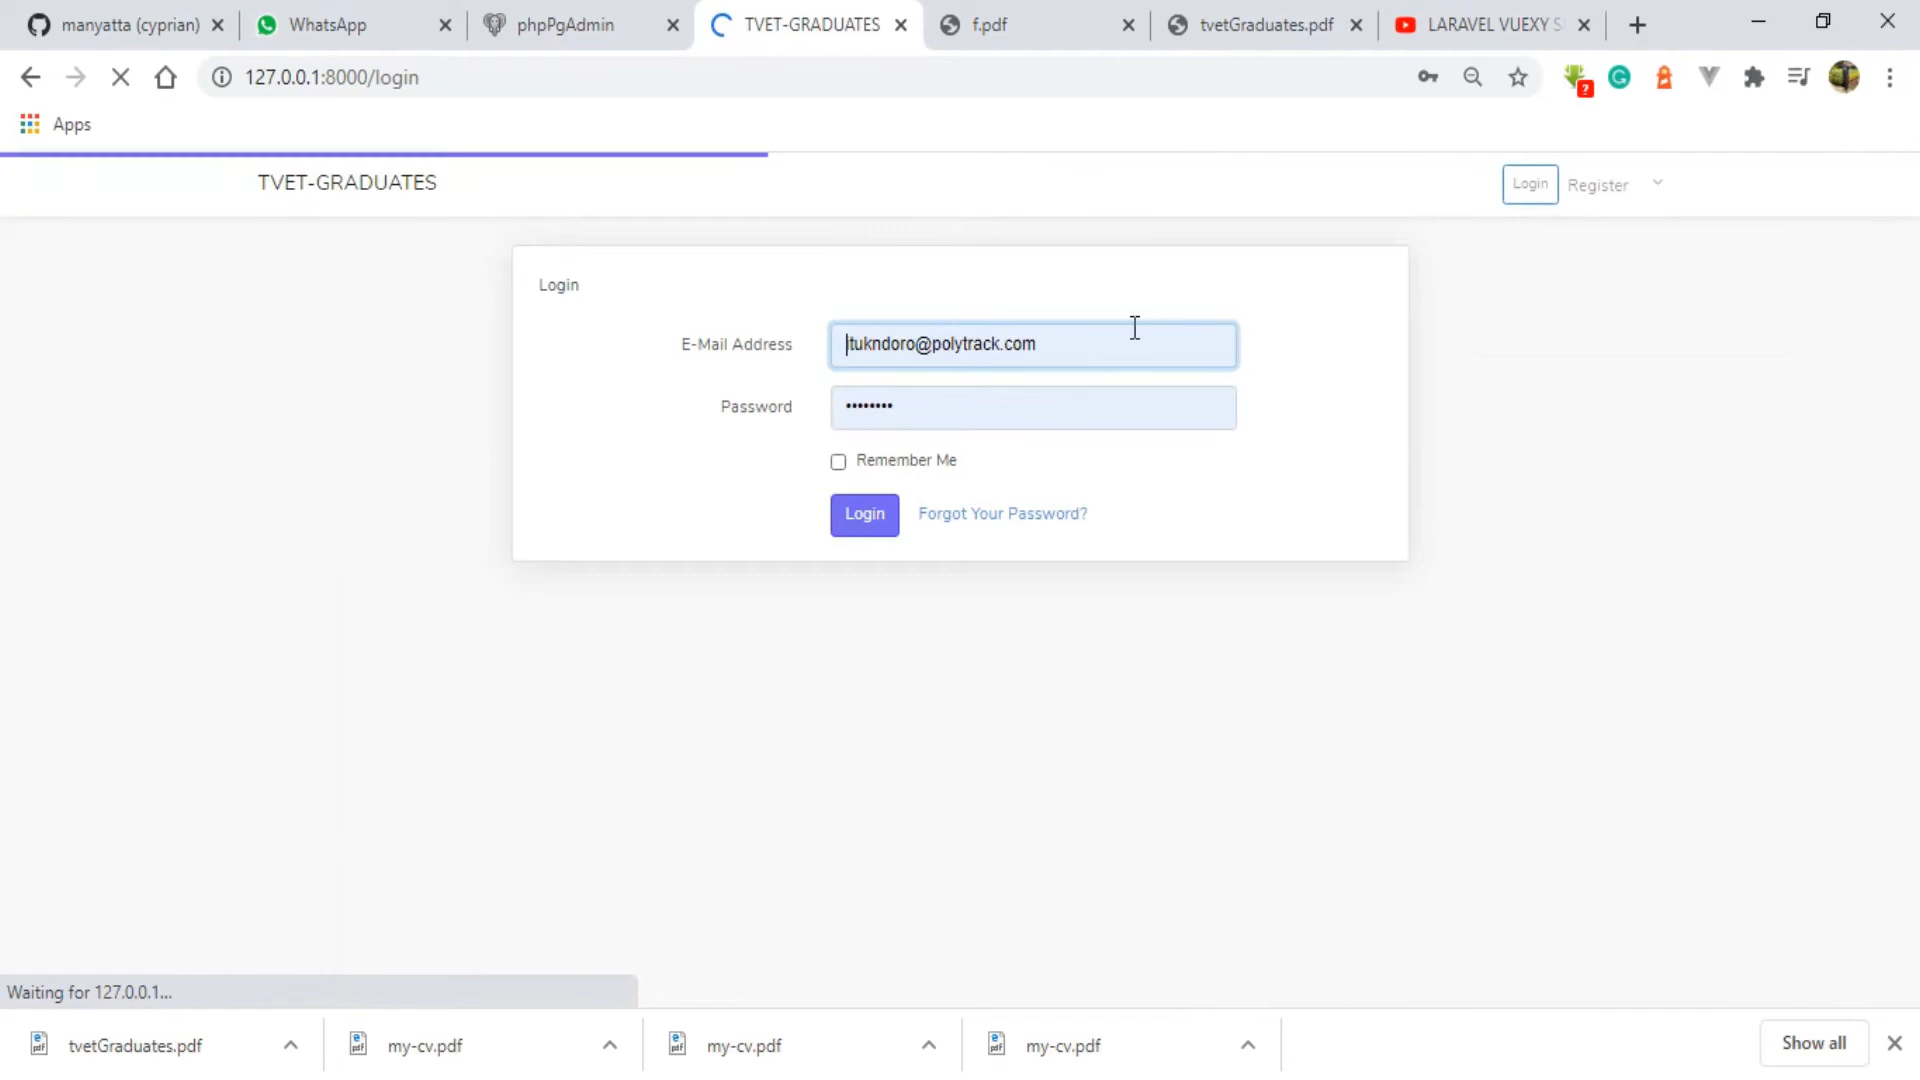 manyatta (cyprian)
WhatsApp
phpPgAdmin
TVET-GRADUATES
f.pdf
tvetGraduates.pdf
LARAVEL VUEXY S
127.0.0.1:8000/login
?
Apps
TVET-GRADUATES
Login
Register
Login
E-Mail Address
jtukndoro@polytrack.com
Password
••••••••
Remember Me
Login
Forgot Your Password?
Waiting for 127.0.0.1...
tvetGraduates.pdf
my-cv.pdf
my-cv.pdf
my-cv.pdf
Show all